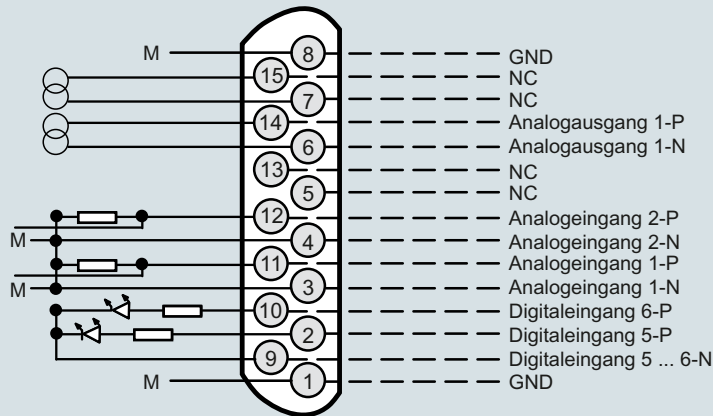 M 8 GND
15 NC
7 NC
14 Analogausgang 1-P
6 Analogausgang 1-N
13 NC
5 NC
12 Analogeingang 2-P
M 4 Analogeingang 2-N
11 Analogeingang 1-P
M 3 Analogeingang 1-N
10 Digitaleingang 6-P
2 Digitaleingang 5-P
9 Digitaleingang 5 ... 6-N
M 1 GND